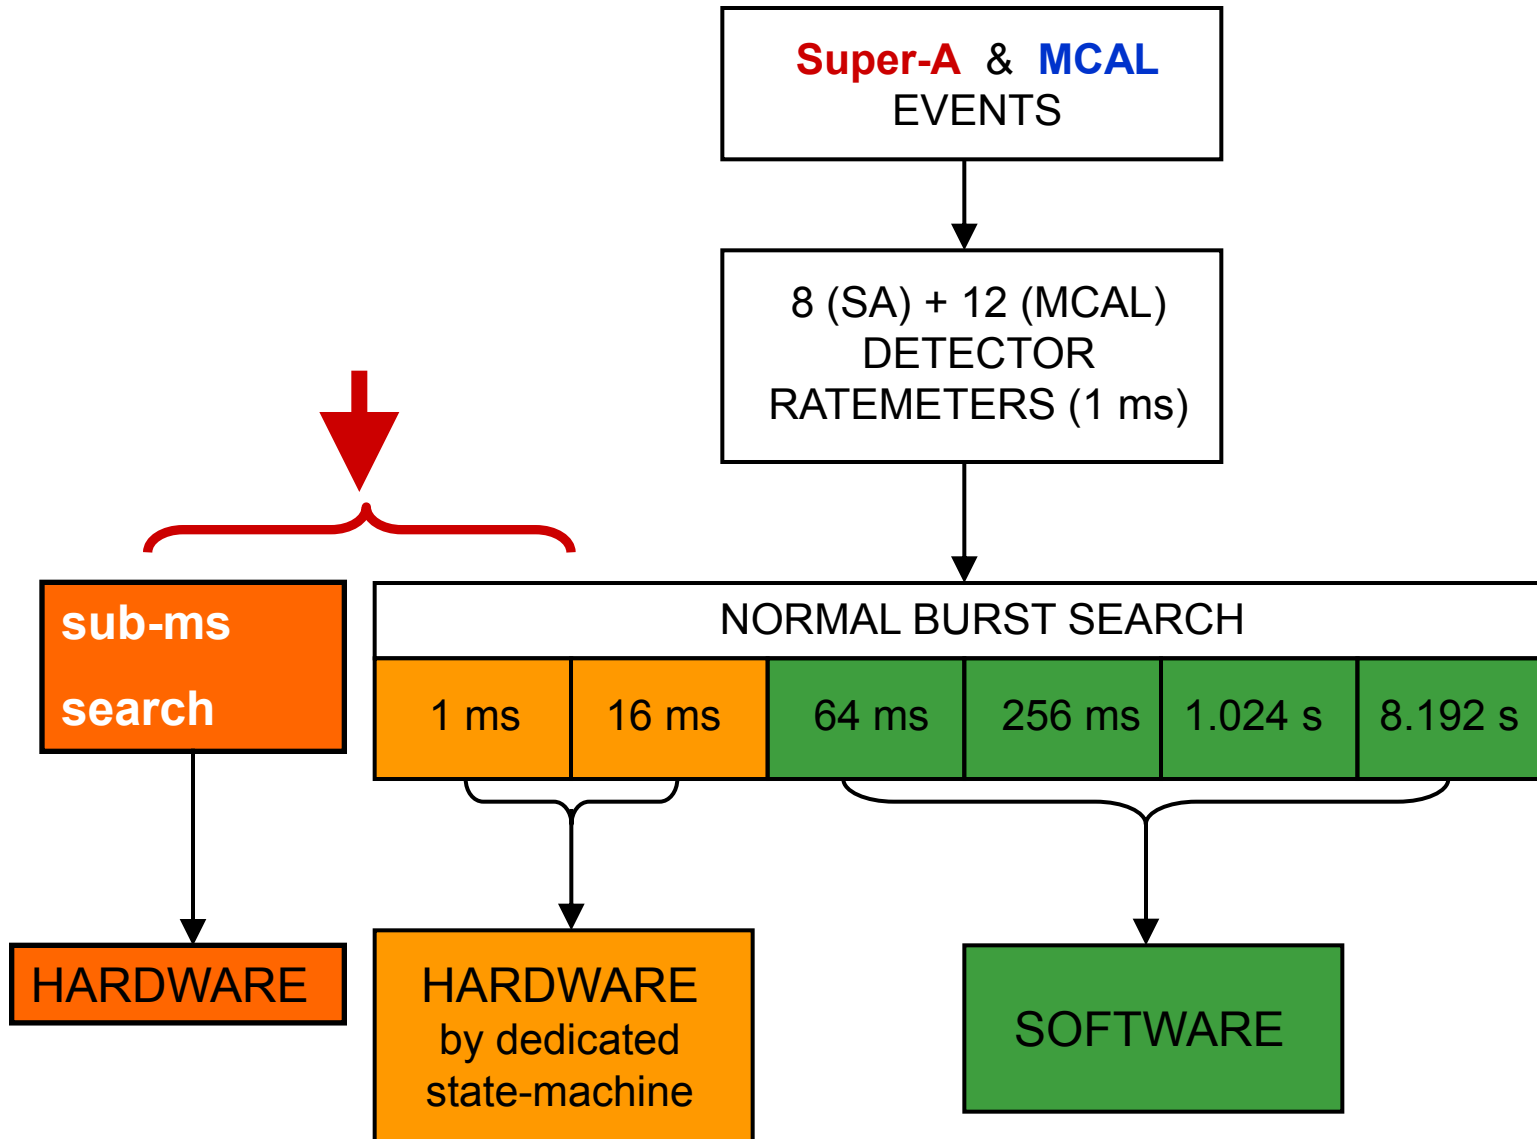 Super-A & MCAL
EVENTS
8 (SA) + 12 (MCAL)
DETECTOR
RATEMETERS (1 ms)
sub-ms
search
NORMAL BURST SEARCH
1 ms
16 ms
64 ms
256 ms
1.024 s
8.192 s
HARDWARE
HARDWARE
by dedicated
state-machine
SOFTWARE